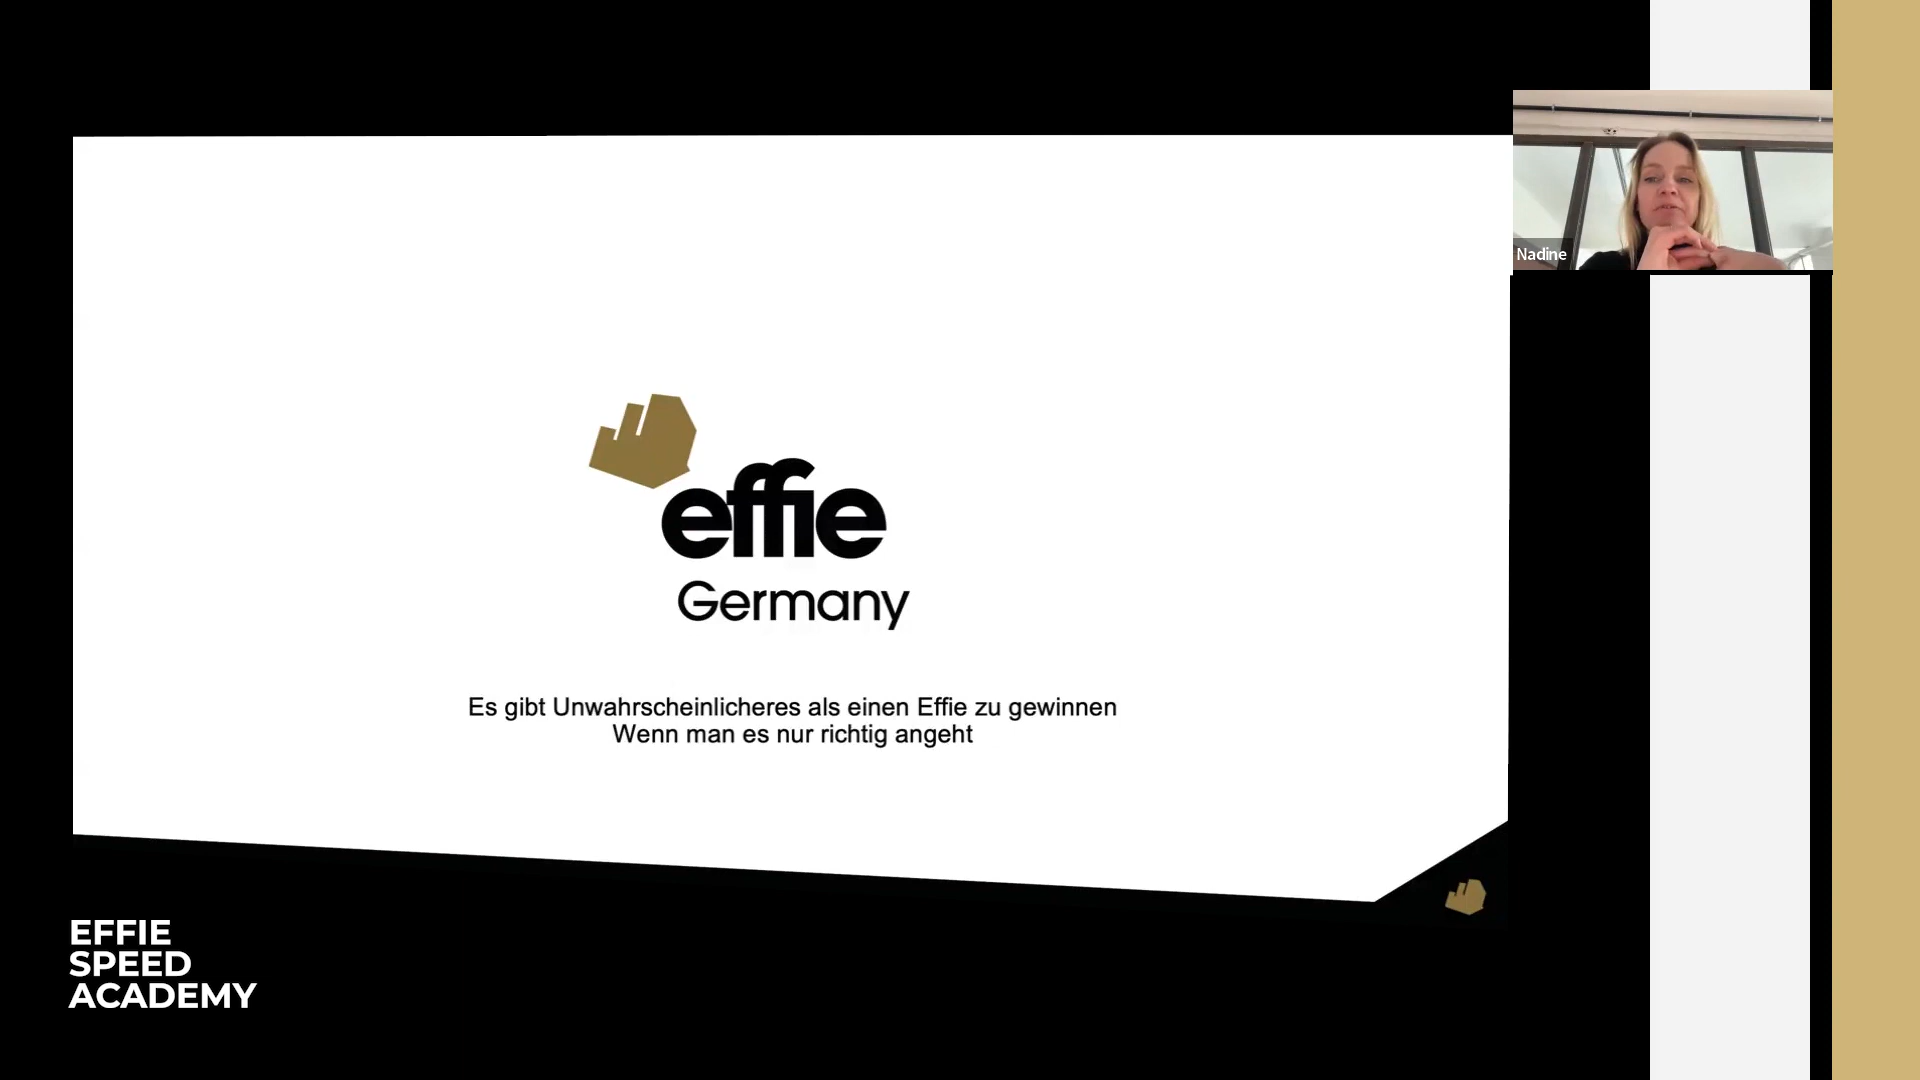 Nadine
effie
Germany
Es gibt Unwahrscheinlicheres als einen Effie zu gewinnen
Wenn man es nur richtig angeht
EFFIE
SPEED
ACADEMY